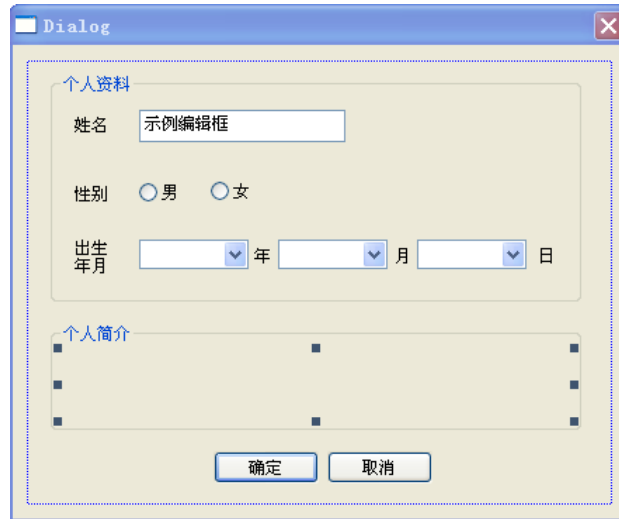 Dialog
个人资料
姓名 示例编辑框
性别 男 女
出生
年月 年 月 日
个人简介
确定 取消